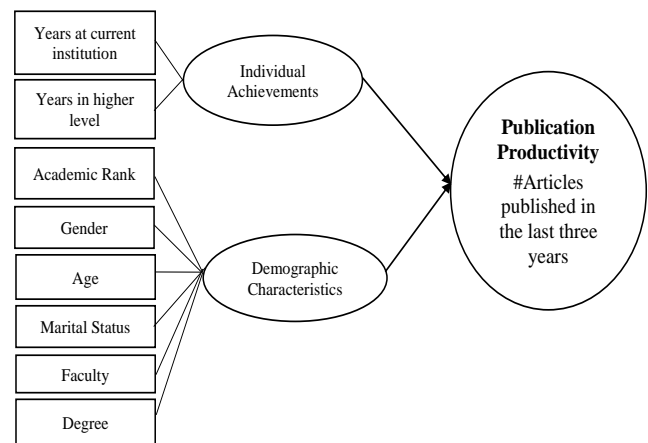 Years at current
institution
Years in higher
level
Academic Rank
Gender
Age
Marital Status
Faculty
Degree
Individual
Achievements
Demographic
Characteristics
Publication
Productivity
#Articles
published in
the last three
years